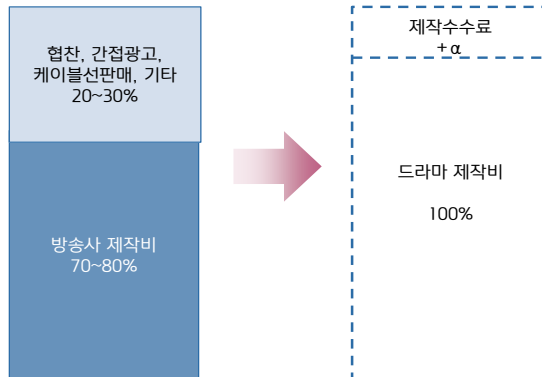 협찬, 간접광고,
케이블선판매, 기타
20~30%
방송사 제작비
70~80%
제작수수료
+ α
드라마 제작비
100%